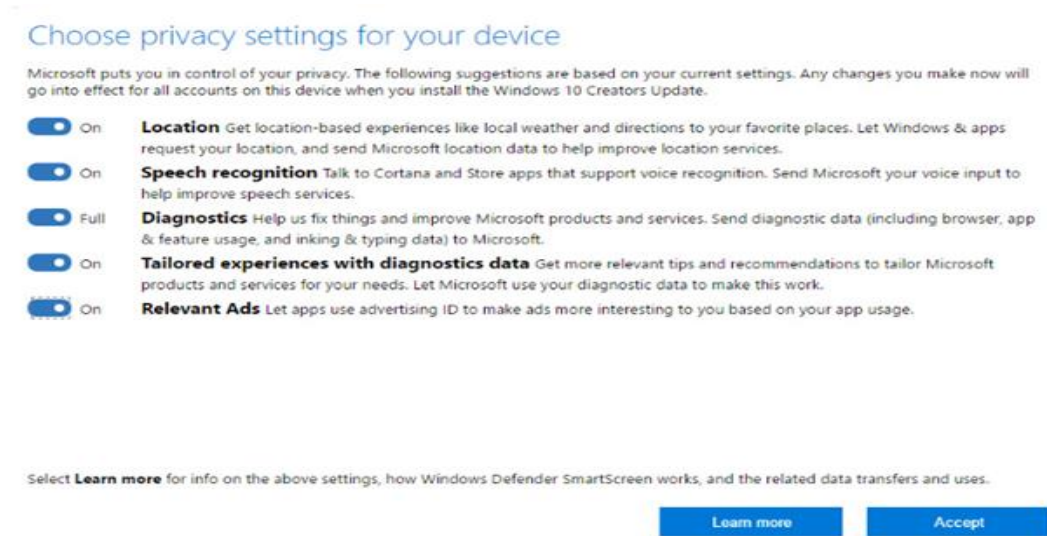 Choose privacy settings for your device
Microsoft puts you in control of your privacy. The following suggestions are based on your current settings. Any changes you make now will
go into effect for all accounts on this device when you install the Windows 10 Creators Update.
On Location Get location-based experiences like local weather and directions to your favorite places. Let Windows & apps
request your location, and send Microsoft location data to help improve location services.
On Speech recognition Talk to Cortana and Store apps that support voice recognition. Send Microsoft your voice input to
help improve speech services.
Full Diagnostics Help us fix things and improve Microsoft products and services. Send diagnostic data (including browser, app
& feature usage, and inking & typing data) to Microsoft.
On Tailored experiences with diagnostics data Get more relevant tips and recommendations to tailor Microsoft
products and services for your needs. Let Microsoft use your diagnostic data to make this work.
On Relevant Ads Let apps use advertising ID to make ads more interesting to you based on your app usage.
Select Learn more for info on the above settings, how Windows Defender SmartScreen works, and the related data transfers and uses.
Learn more Accept